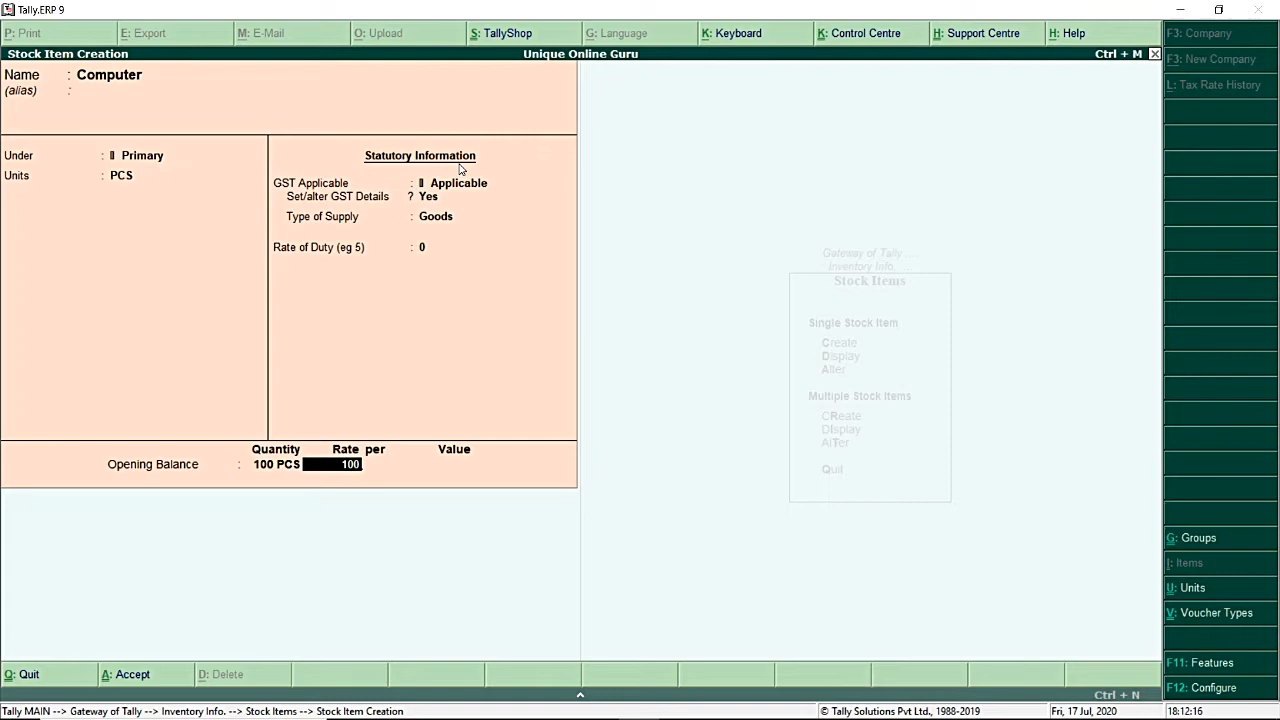 Tally.ERP 9
P: Print E: Export M: E-Mail O: Upload S: TallyShop G: Language K: Keyboard K: Control Centre H: Support Centre H: Help
F3: Company
F3: New Company
L: Tax Rate History
Stock Item Creation Unique Online Guru Ctrl + M
Name : Computer
(alias) :
Under : Primary
Units : PCS
Statutory Information
GST Applicable : Applicable
Set/alter GST Details ? Yes
Type of Supply : Goods
Rate of Duty (eg 5) : 0
Quantity Rate per Value
Opening Balance : 100 PCS 100
Gateway of Tally ....
Inventory Info. ...
Stock Items
Single Stock Item
Create
Display
Alter
Multiple Stock Items
CReate
DIsplay
AlTer
Quit
G: Groups
I: Items
U: Units
V: Voucher Types
F11: Features
F12: Configure
Q: Quit A: Accept D: Delete
Ctrl + N
Tally MAIN --> Gateway of Tally --> Inventory Info. --> Stock Items --> Stock Item Creation © Tally Solutions Pvt Ltd., 1988-2019 Fri, 17 Jul, 2020 18:12:16